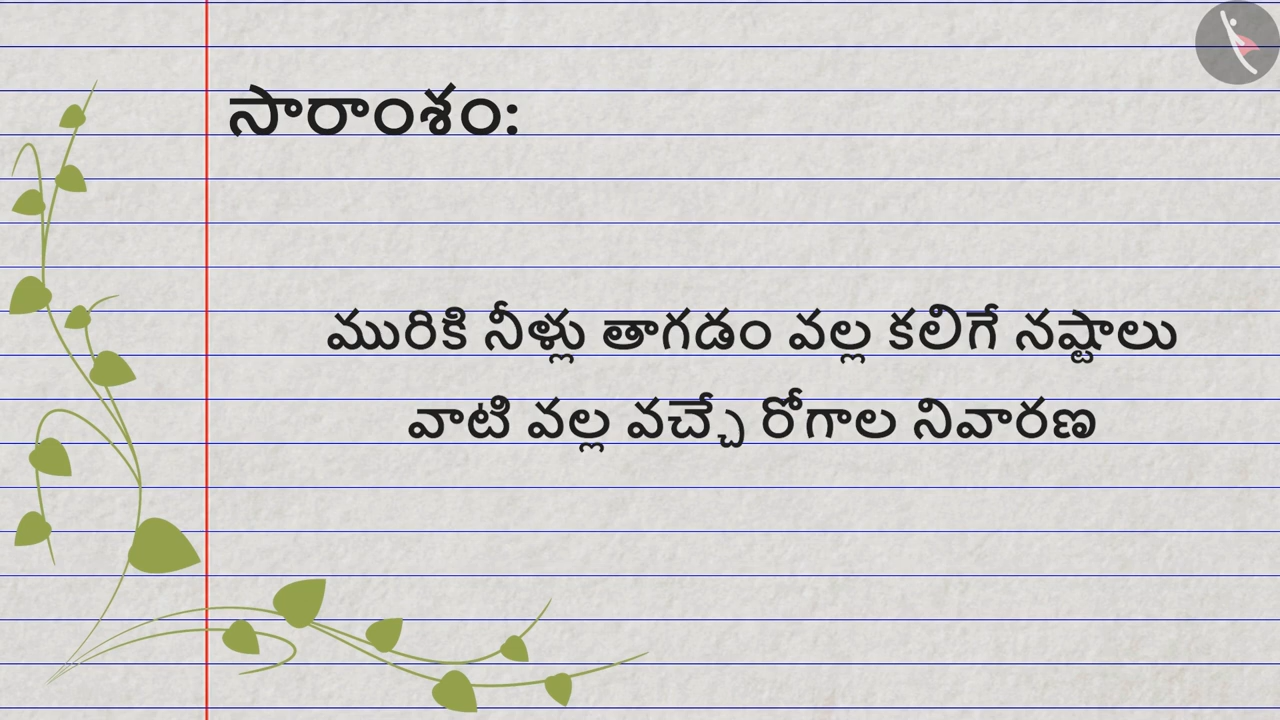 సారాంశం:
మురికి నీళ్లు తాగడం వల్ల కలిగే నష్టాలు
వాటి వల్ల వచ్చే రోగాల నివారణ